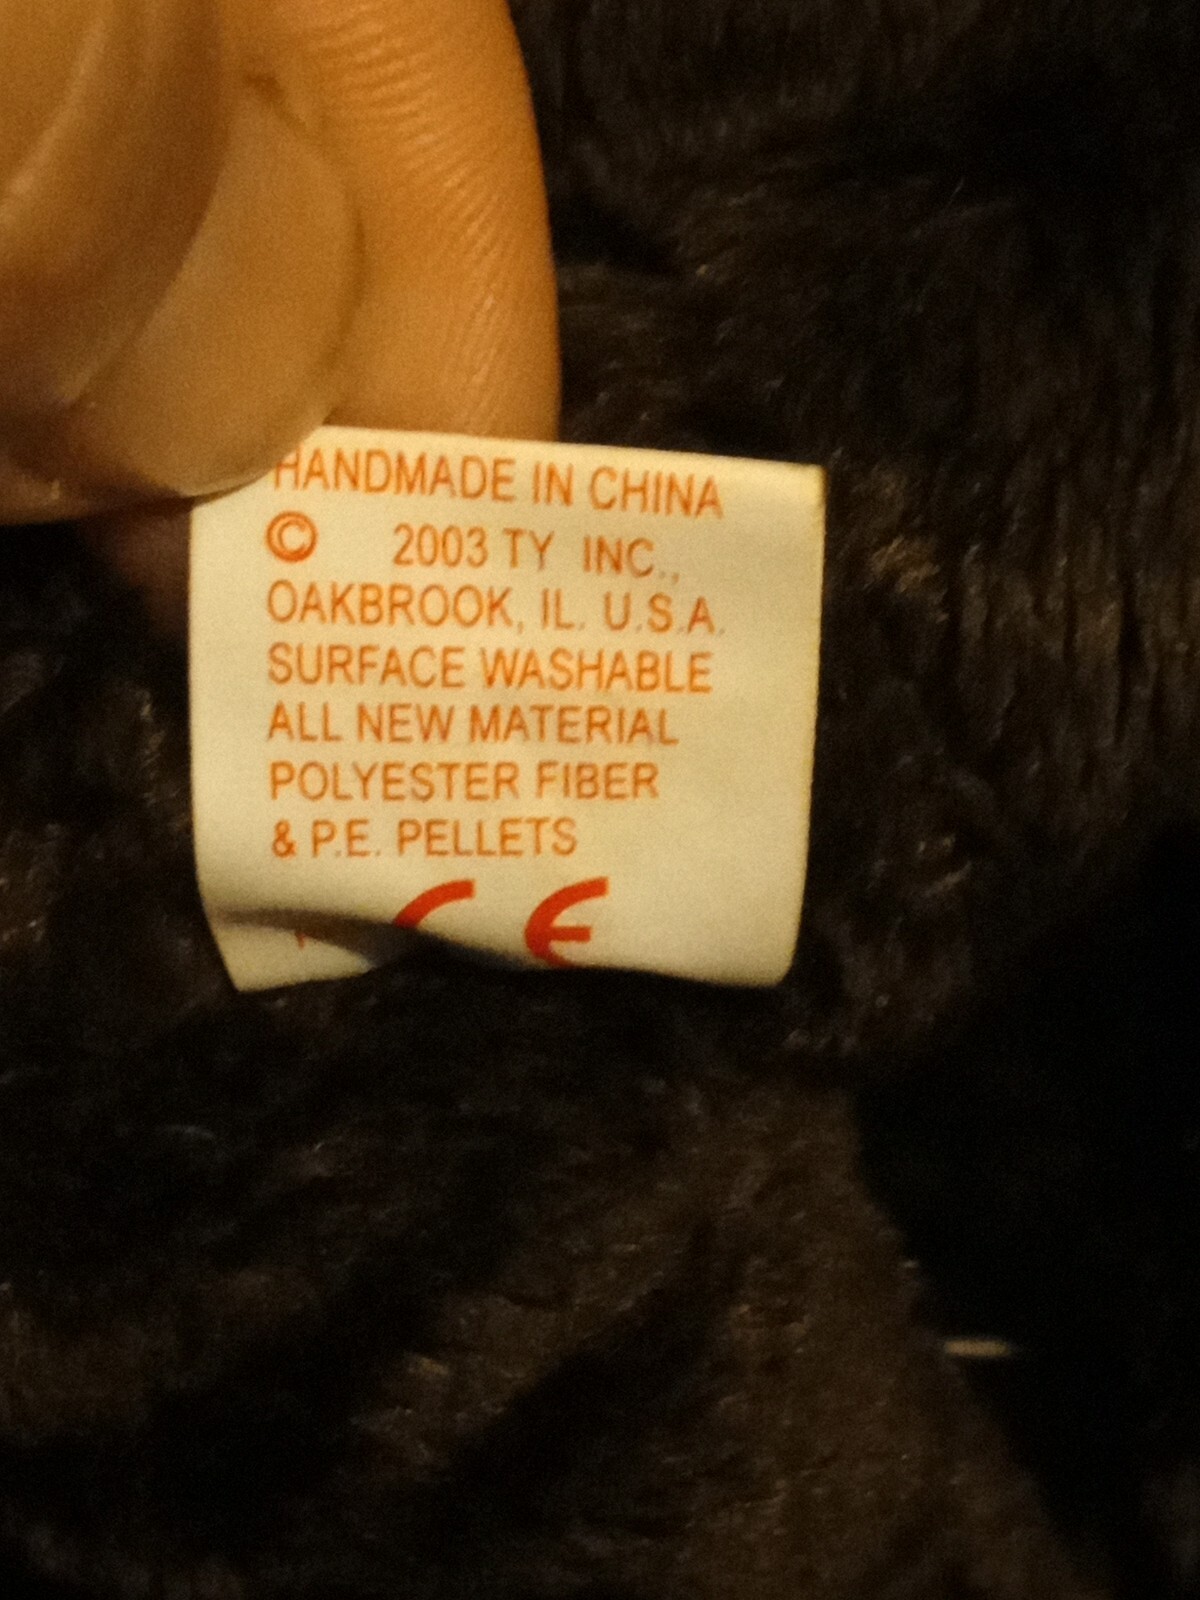 HANDMADE IN CHINA
© 2003 TY INC.,
OAKBROOK, IL. U.S.A.
SURFACE WASHABLE
ALL NEW MATERIAL
POLYESTER FIBER
& P.E. PELLETS
CE